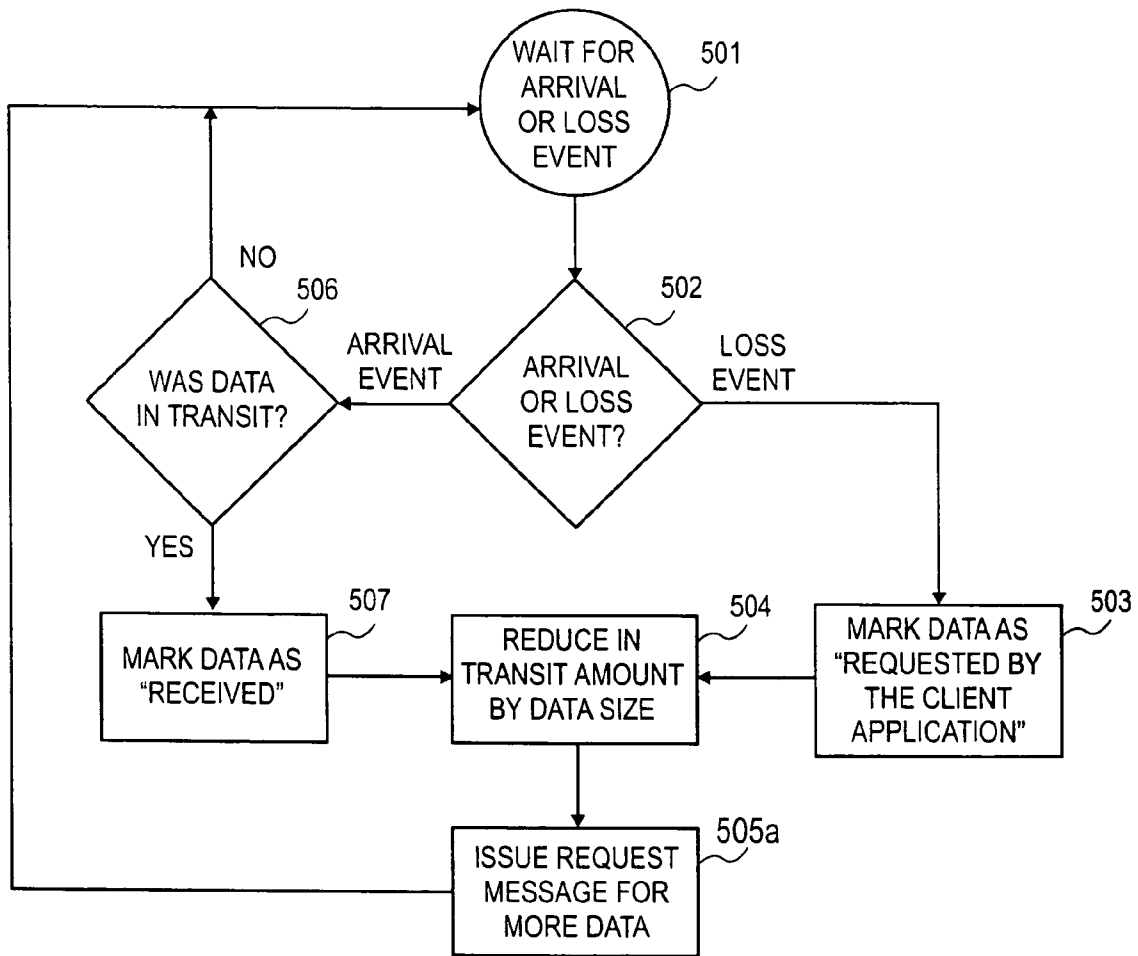 WAIT FOR
ARRIVAL
OR LOSS
EVENT
501
NO
506
502
ARRIVAL
EVENT
LOSS
EVENT
WAS DATA
IN TRANSIT?
ARRIVAL
OR LOSS
EVENT?
YES
507
504
503
MARK DATA AS
“RECEIVED”
REDUCE IN
TRANSIT AMOUNT
BY DATA SIZE
MARK DATA AS
“REQUESTED BY
THE CLIENT
APPLICATION”
505a
ISSUE REQUEST
MESSAGE FOR
MORE DATA